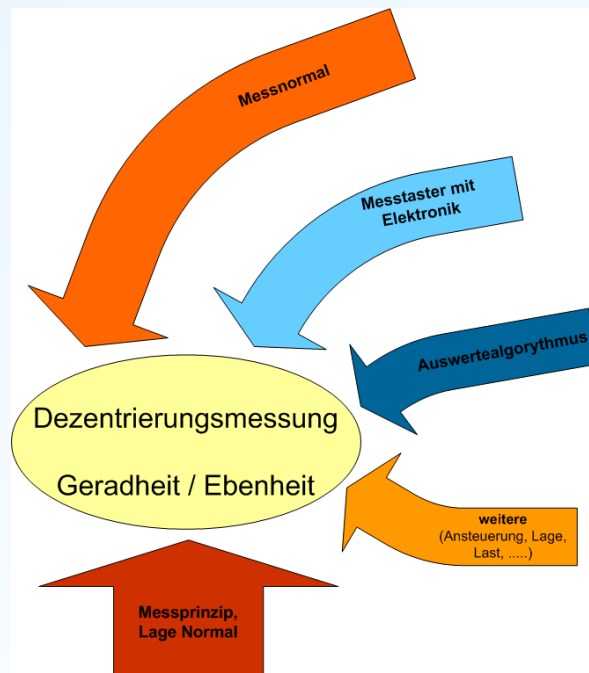 Messnormal
Messtaster mit
Elektronik
Auswertealgorythmus
Dezentrierungsmessung
Geradheit / Ebenheit
weitere
(Ansteuerung, Lage,
Last, .....)
Messprinzip,
Lage Normal